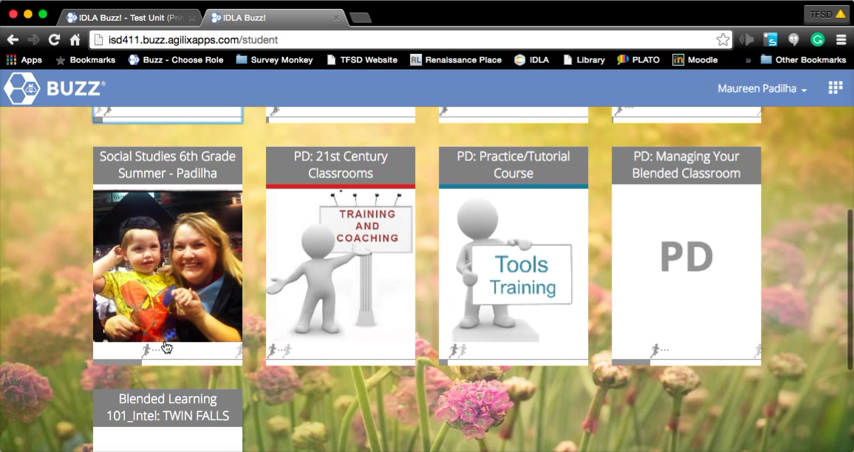 IDLA Buzz! - Test Unit (Pri
IDLA Buzz!
TFSD
isd411.buzz.agilixapps.com/student
Apps
Bookmarks
Buzz - Choose Role
Survey Monkey
TFSD Website
RL Renaissance Place
IDLA
Library
PLATO
Moodle
»
Other Bookmarks
BUZZ
Maureen Padilha
Social Studies 6th Grade
Summer - Padilha
PD: 21st Century
Classrooms
TRAINING
AND
COACHING
PD: Practice/Tutorial
Course
Tools
Training
PD: Managing Your
Blended Classroom
PD
Blended Learning
101_Intel: TWIN FALLS